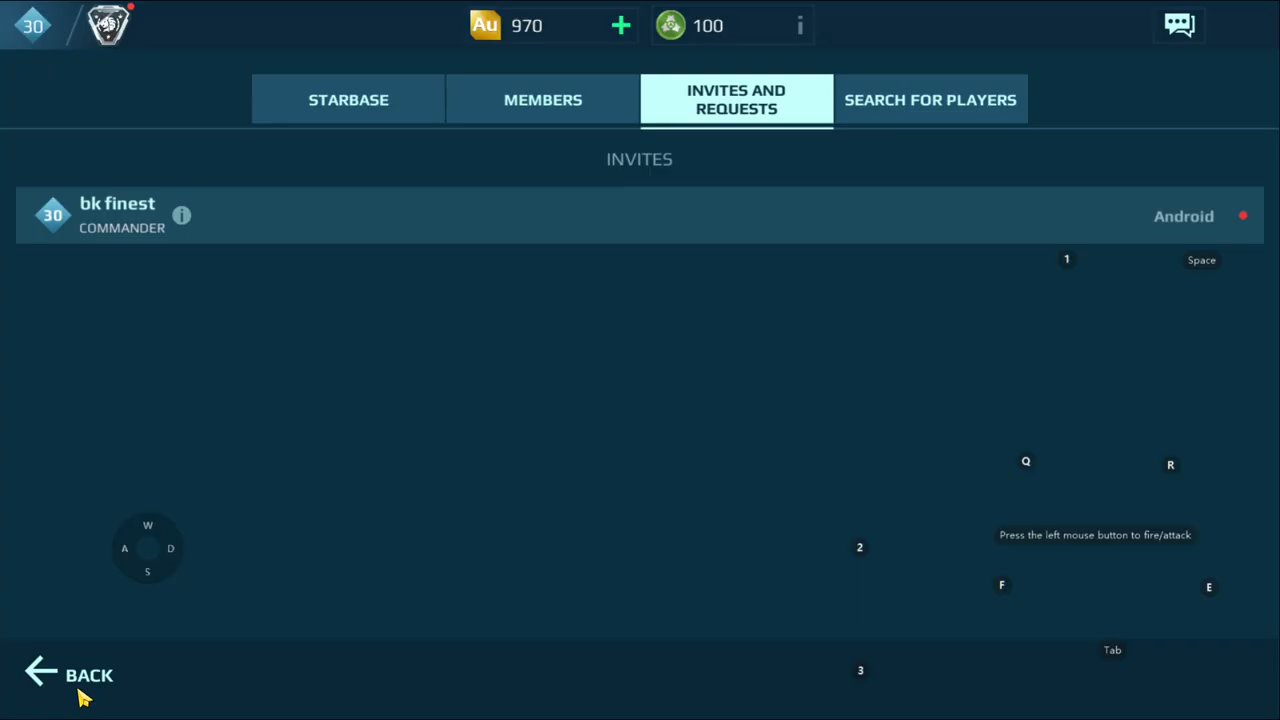 30
Au 970 +
100 i
STARBASE
MEMBERS
INVITES AND
REQUESTS
SEARCH FOR PLAYERS
INVITES
30
bk finest
COMMANDER
i
Android
1
Space
Q
R
W
A
D
S
2
Press the left mouse button to fire/attack
F
E
Tab
3
BACK